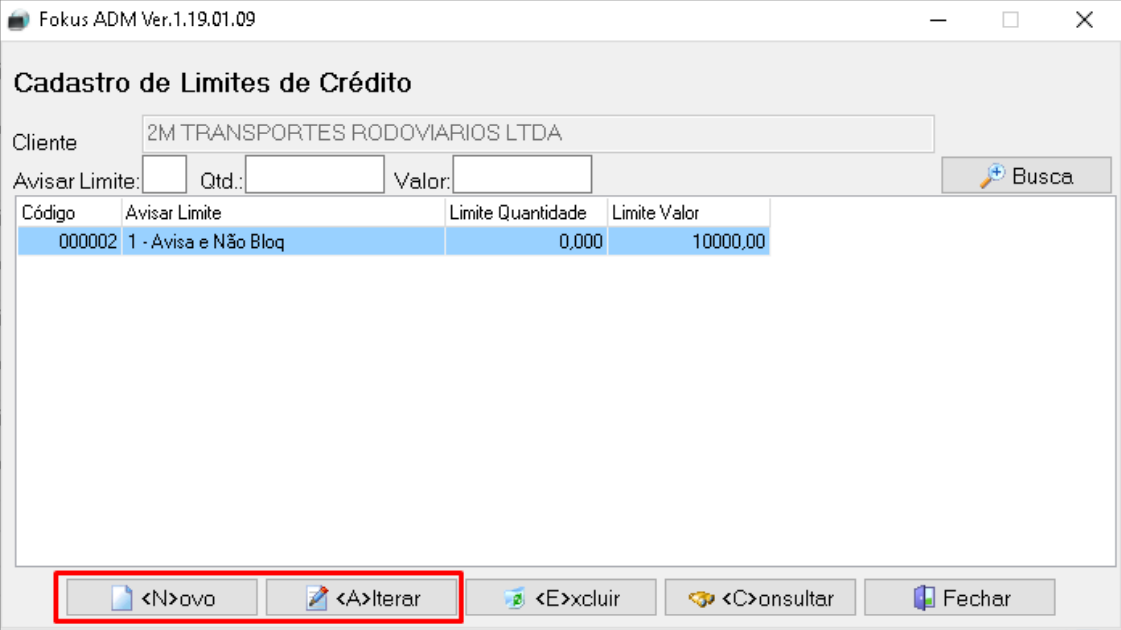 Fokus ADM Ver.1.19.01.09
Cadastro de Limites de Crédito
Cliente 2M TRANSPORTES RODOVIARIOS LTDA
Avisar Limite: Qtd.: Valor: Busca
Código Avisar Limite Limite Quantidade Limite Valor
000002 1 - Avisa e Não Bloq 0,000 10000,00
<N>ovo <A>lterar <E>xcluir <C>onsultar Fechar